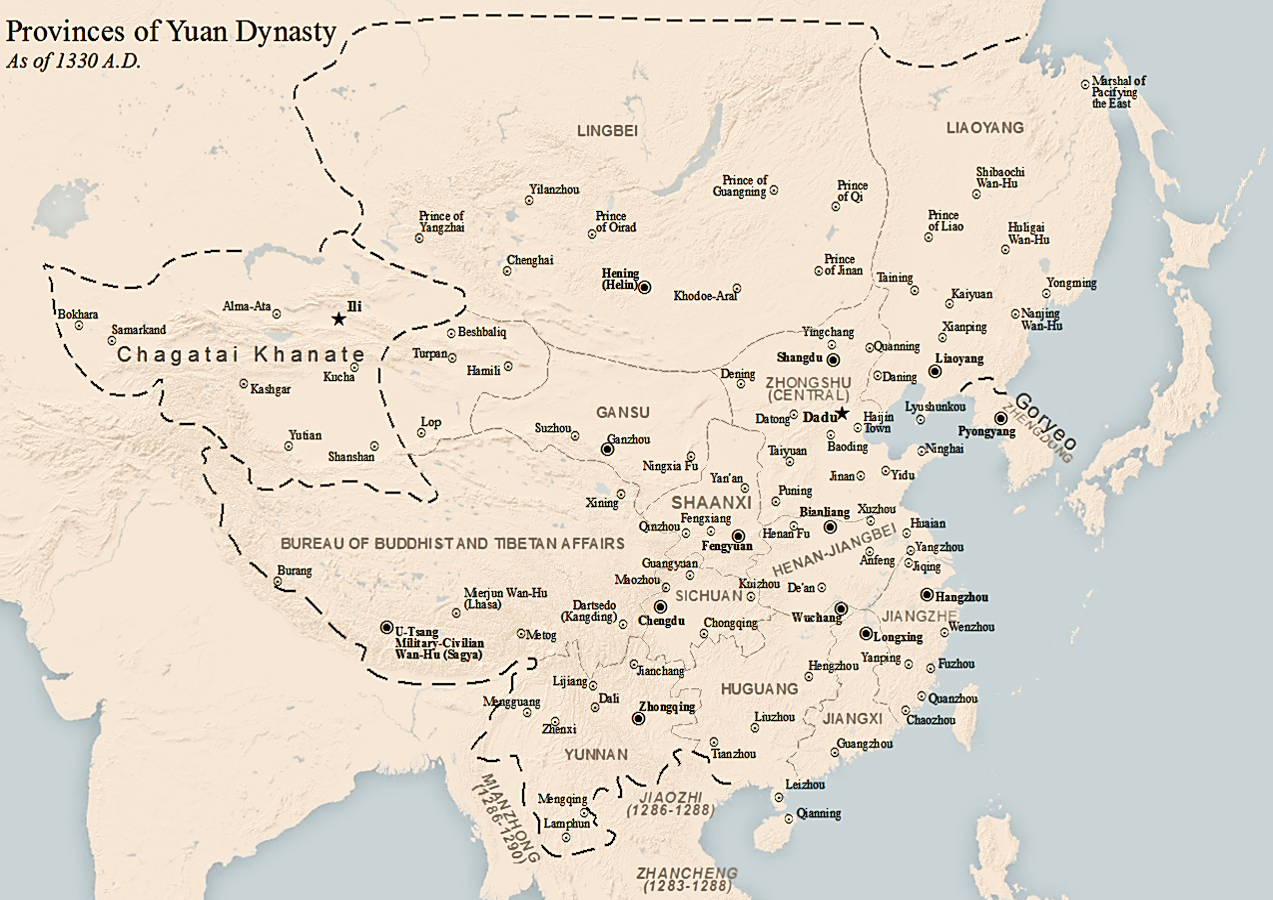 Provinces of Yuan Dynasty
As of 1330 A.D.
Marshal of
Pacifying
the East
LINGBEI
LIAOYANG
Shibaochi
Wan-Hu
Yilanzhou
Prince of
Guangning
Prince
of Qi
Prince of
Yangzhai
Prince
of Oirad
Prince
of Liao
Huligai
Wan-Hu
Chenghai
Hening
(Helin)
Khodoe-Aral
Prince
of Jinan
Taining
Kaiyuan
Yongming
Nanjing
Wan-Hu
Bokhara
Samarkand
Alma-Ata
Ili
Chagatai Khanate
Kashgar
Kucha
Yutian
Shanshan
Beshbaliq
Turpan
Hamili
Lop
Yingchang
Shangdu
Quanning
Xianping
Liaoyang
Dening
ZHONGSHU
(CENTRAL)
Daning
Datong
Dadu
Haijin
Town
Lyushunkou
Goryeo
ZHENGDONG
Pyongyang
GANSU
Suzhou
Ganzhou
Baoding
Taiyuan
Ninghai
Ningxia Fu
Jinan
Yidu
Xining
Yan'an
SHAANXI
Puning
Qinzhou
Fengxiang
Fengyuan
Henan Fu
Bianliang
Xuzhou
HENAN-JIANGBEI
Huaian
Yangzhou
Anfeng
Jiqing
BUREAU OF BUDDHIST AND TIBETAN AFFAIRS
Burang
Guangyuan
Maozhou
SICHUAN
Kuizhou
De'an
Hangzhou
Mierjun Wan-Hu
(Lhasa)
Dartsedo
(Kangding)
Chengdu
Chongqing
Wuchang
JIANGZHE
U-Tsang
Military-Civilian
Wan-Hu (Sagya)
Metog
Longxing
Wenzhou
Jianchang
Hengzhou
Yanping
Fuzhou
Lijiang
Dali
Mengguang
Zhenxi
Zhongqing
HUGUANG
Liuzhou
JIANGXI
Quanzhou
Chaozhou
YUNNAN
Tianzhou
Guangzhou
Mengqing
Lamphun
MIANZHONG
(1286-1290)
JIAOZHI
(1286-1288)
Leizhou
Qianning
ZHANCHENG
(1283-1288)